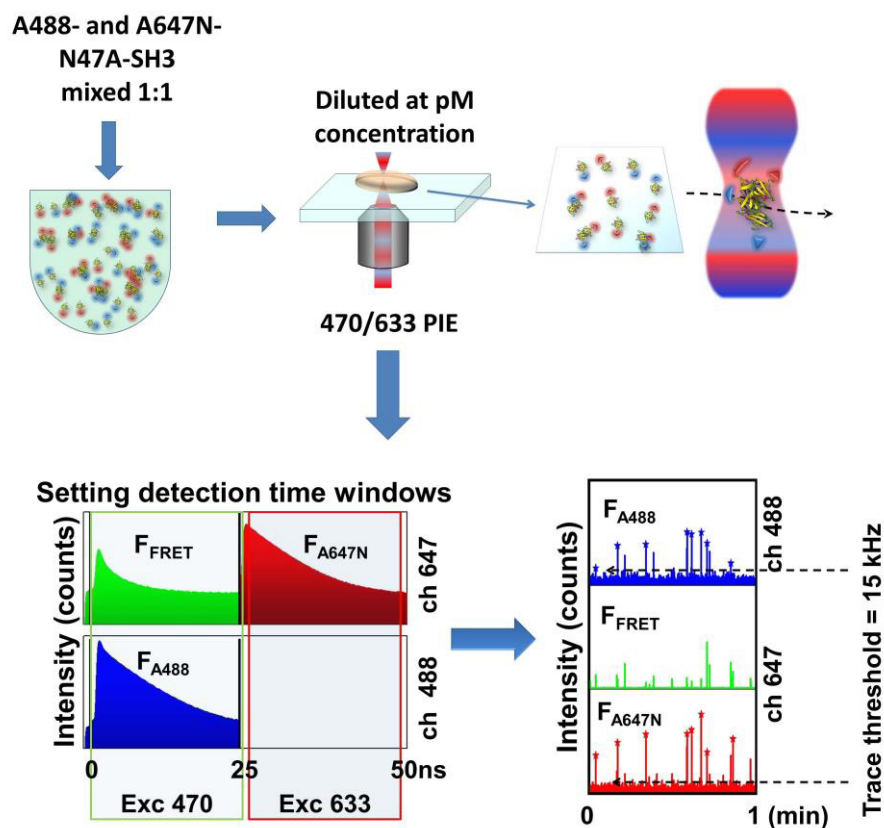 A488- and A647N-
N47A-SH3
mixed 1:1
Diluted at pM
concentration
470/633 PIE
Setting detection time windows
Intensity (counts)
F_FRET
F_A647N
ch 647
F_A488
ch 488
0
25
50ns
Exc 470
Exc 633
Intensity (counts)
F_A488
ch 488
F_FRET
ch 647
F_A647N
0
1 (min)
Trace threshold = 15 kHz